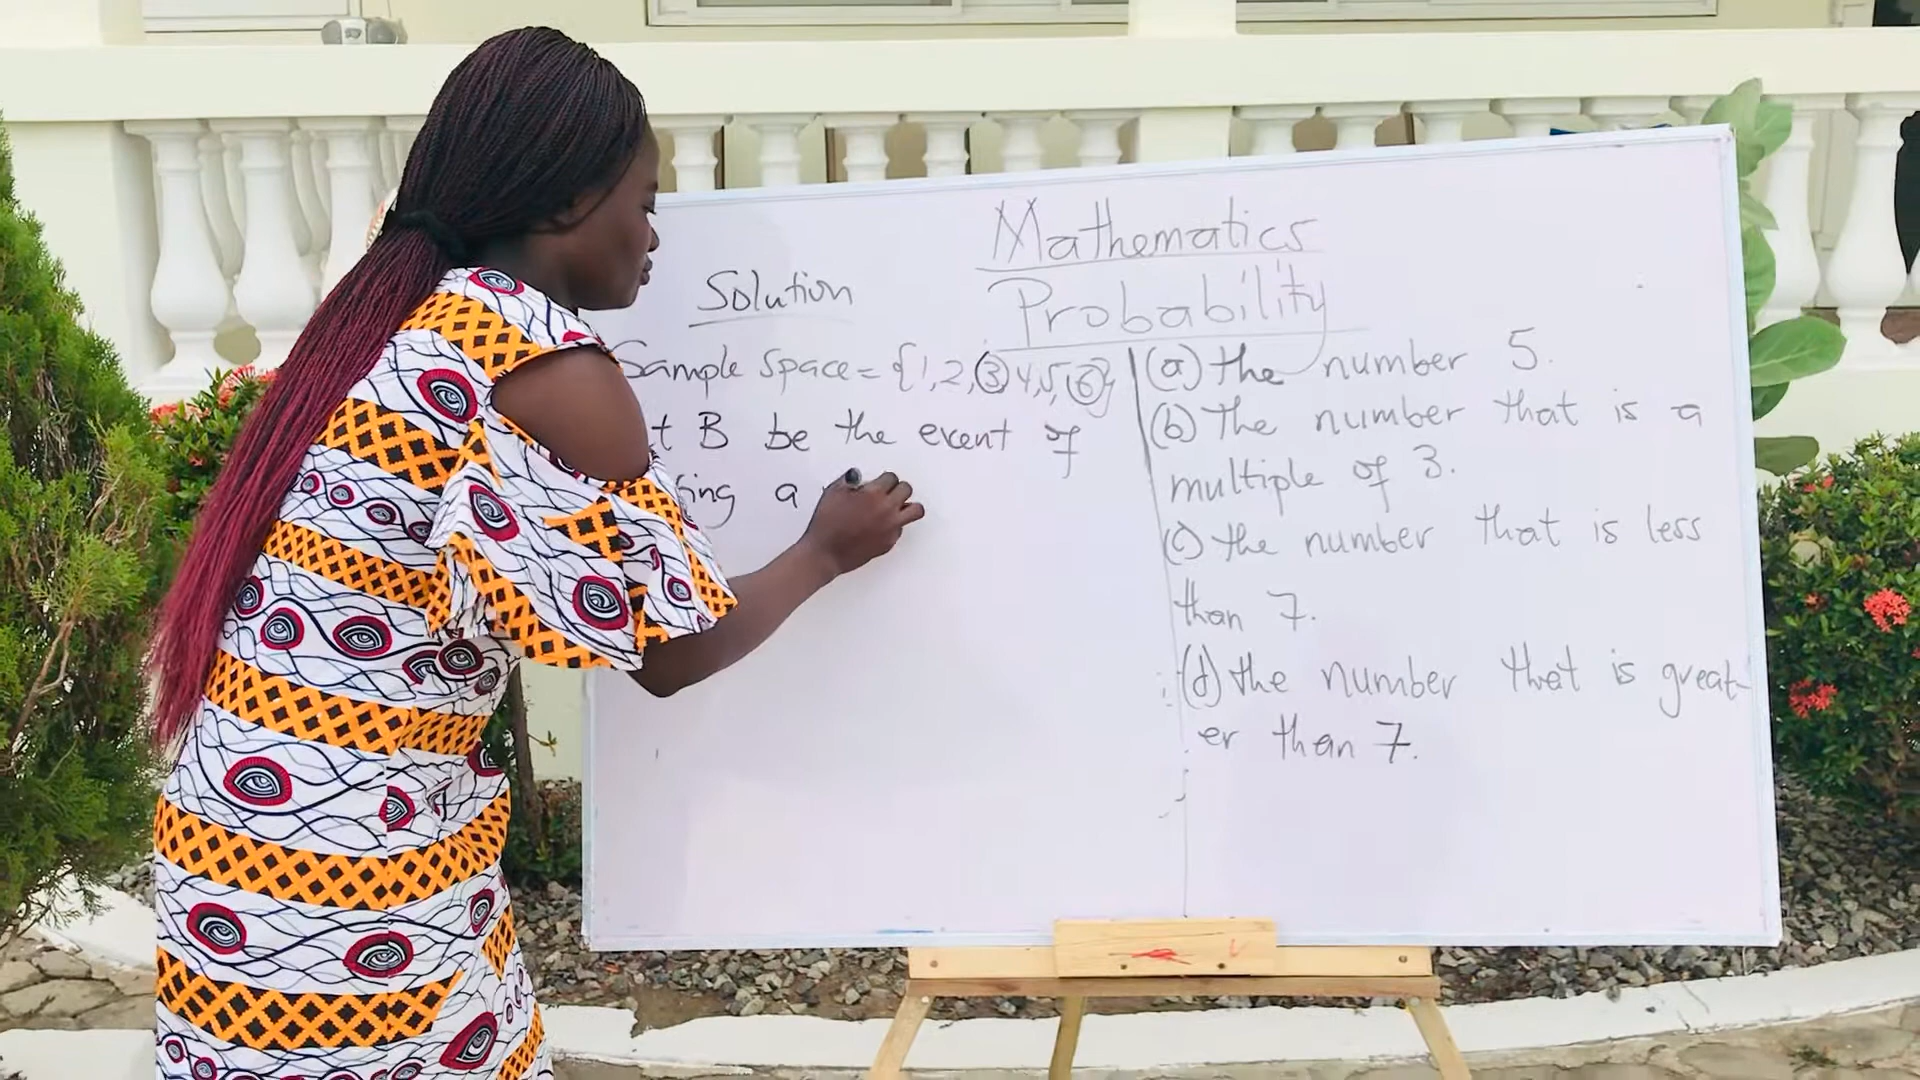 Mathematics
Probability
Solution
Sample Space = {1, 2, 3 4, 5, 6}
B be the event of
a
(a) the number 5.
(b) The number that is a
multiple of 3.
(c) the number that is less
than 7.
(d) the number that is great-
er than 7.